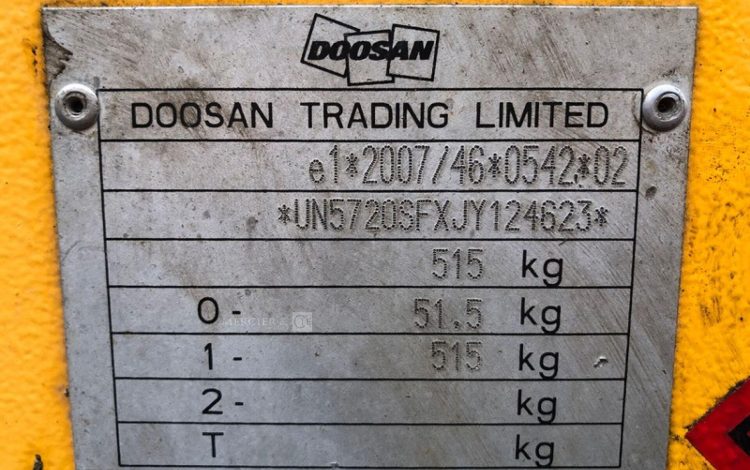 DOOSAN
DOOSAN TRADING LIMITED
e1*2007/46*0542*02
*UN5720SFXJY124623*
515 kg
0- 51.5 kg
1- 515 kg
2- kg
T kg